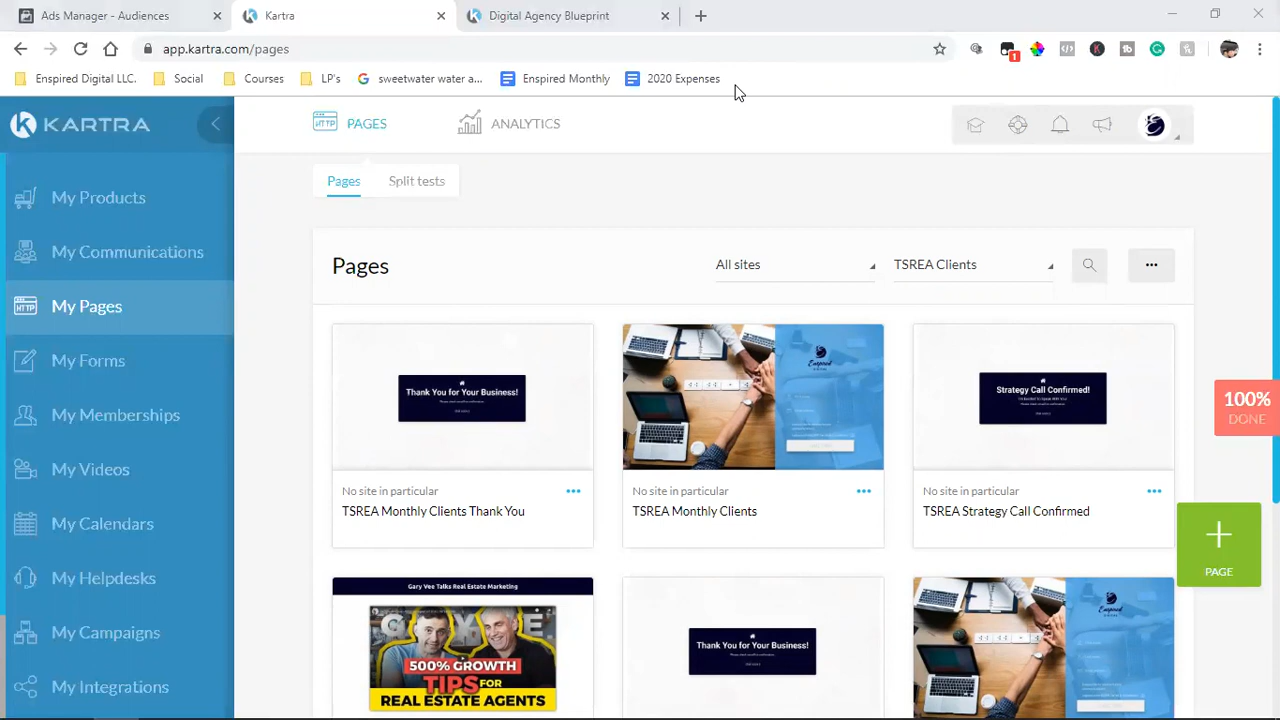 Ads Manager - Audiences
Kartra
Digital Agency Blueprint
app.kartra.com/pages
1
Enspired Digital LLC.
Social
Courses
LP's
sweetwater water a...
Enspired Monthly
2020 Expenses
KARTRA
PAGES
ANALYTICS
My Products
My Communications
My Pages
My Forms
My Memberships
My Videos
My Calendars
My Helpdesks
My Campaigns
My Integrations
Pages
Split tests
Pages
All sites
TSREA Clients
Thank You for Your Business!
Enspired
Strategy Call Confirmed!
No site in particular
TSREA Monthly Clients Thank You
No site in particular
TSREA Monthly Clients
No site in particular
TSREA Strategy Call Confirmed
100%
DONE
PAGE
Gary Vee Talks Real Estate Marketing
500% GROWTH
TIPS FOR
REAL ESTATE AGENTS
Thank You for Your Business!
Enspired